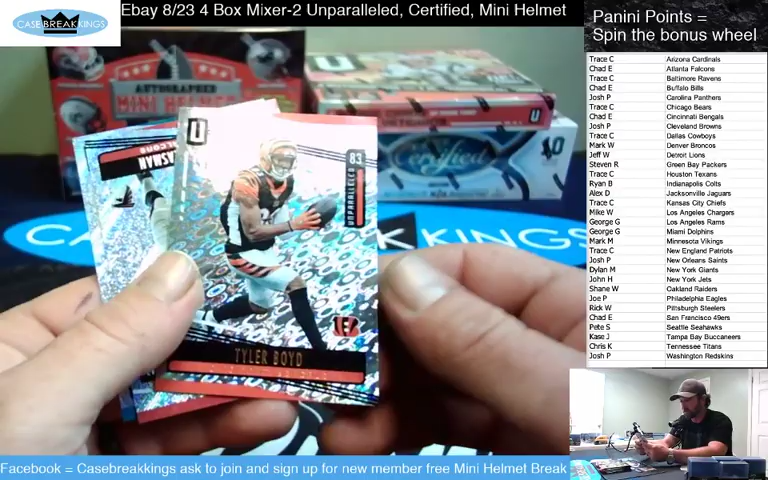 CASE BREAK KINGS
Ebay 8/23 4 Box Mixer-2 Unparalleled, Certified, Mini Helmet
Panini Points =
Spin the bonus wheel
Trace C Arizona Cardinals
Chad E Atlanta Falcons
Trace C Baltimore Ravens
Chad E Buffalo Bills
Josh P Carolina Panthers
Trace C Chicago Bears
Chad E Cincinnati Bengals
Josh P Cleveland Browns
Trace C Dallas Cowboys
Mark W Denver Broncos
Jeff W Detroit Lions
Steven R Green Bay Packers
Trace C Houston Texans
Ryan B Indianapolis Colts
Alex D Jacksonville Jaguars
Trace C Kansas City Chiefs
Mike W Los Angeles Chargers
George G Los Angeles Rams
George G Miami Dolphins
Mark M Minnesota Vikings
Trace C New England Patriots
Josh P New Orleans Saints
Dylan M New York Giants
John H New York Jets
Shane W Oakland Raiders
Joe P Philadelphia Eagles
Rick W Pittsburgh Steelers
Chad E San Francisco 49ers
Pete S Seattle Seahawks
Kase J Tampa Bay Buccaneers
Chris K Tennessee Titans
Josh P Washington Redskins
AUTOGRAPHED
MINI HELMET
Certified
10
U
83
UNPARALLELED
B
TYLER BOYD
KINGS
Facebook = Casebreakkings ask to join and sign up for new member free Mini Helmet Break